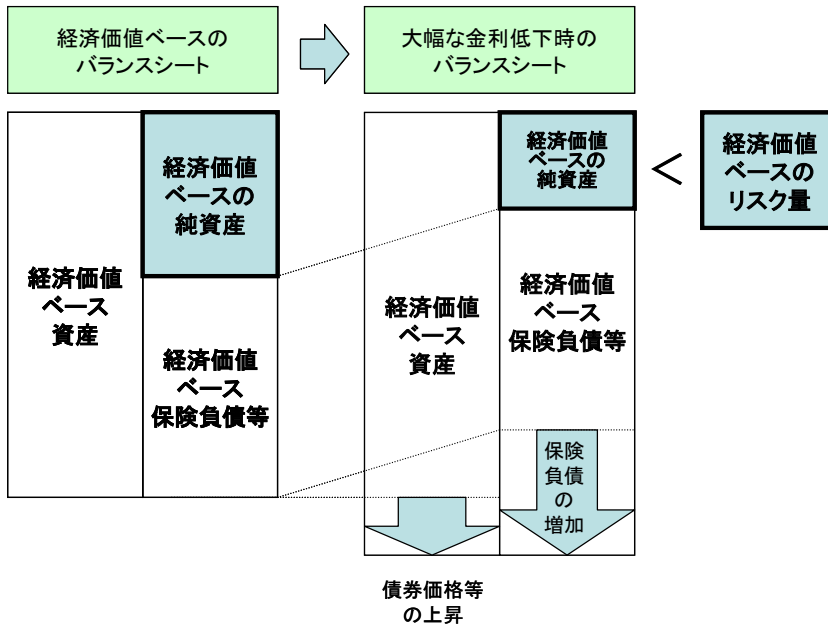 経済価値ベースの
バランスシート
大幅な金利低下時の
バランスシート
経済価値
ベース
資産
経済価値
ベースの
純資産
経済価値
ベース
保険負債等
経済価値
ベース
資産
経済価値
ベースの
純資産
<
経済価値
ベースの
リスク量
経済価値
ベース
保険負債等
保険
負債
の
増加
債券価格等
の上昇